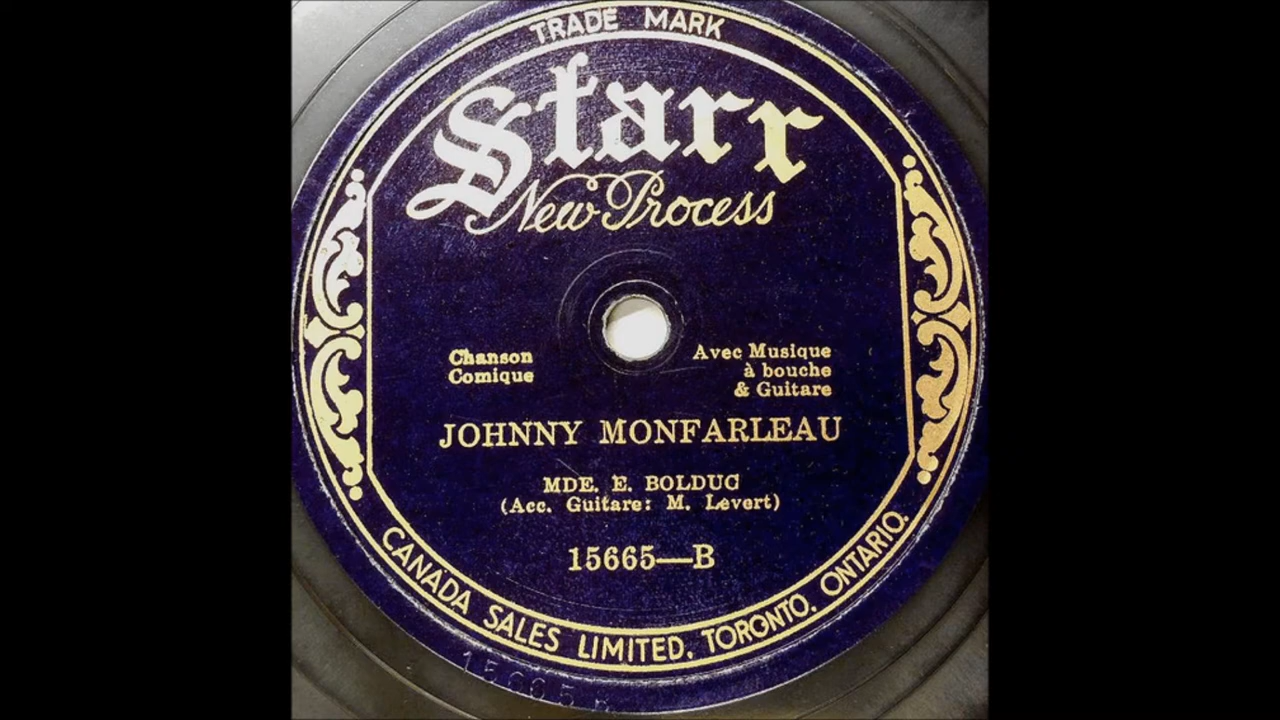 TRADE MARK
Starr
New Process
Chanson
Comique
Avec Musique
à bouche
& Guitare
JOHNNY MONFARLEAU
MDE. E. BOLDUC
(Acc. Guitare: M. Levert)
15665—B
CANADA SALES LIMITED. TORONTO. ONTARIO.